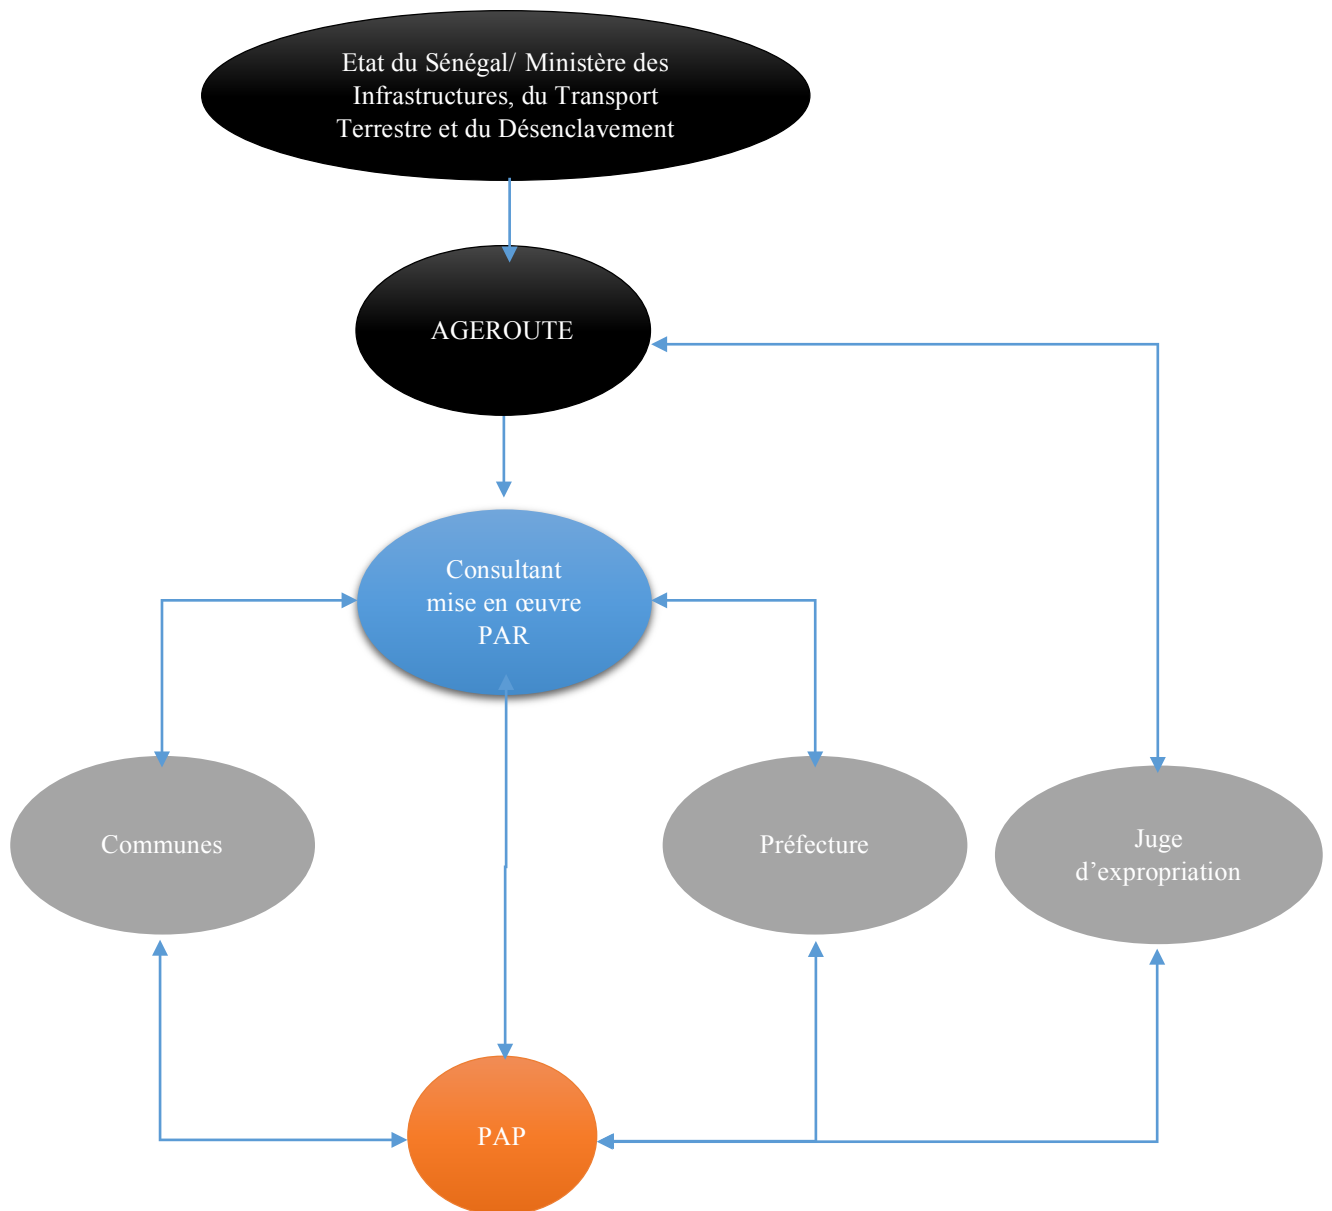 Etat du Sénégal/ Ministère des
Infrastructures, du Transport
Terrestre et du Désenclavement
AGEROUTE
Consultant
mise en œuvre
PAR
Communes
Préfecture
Juge
d’expropriation
PAP